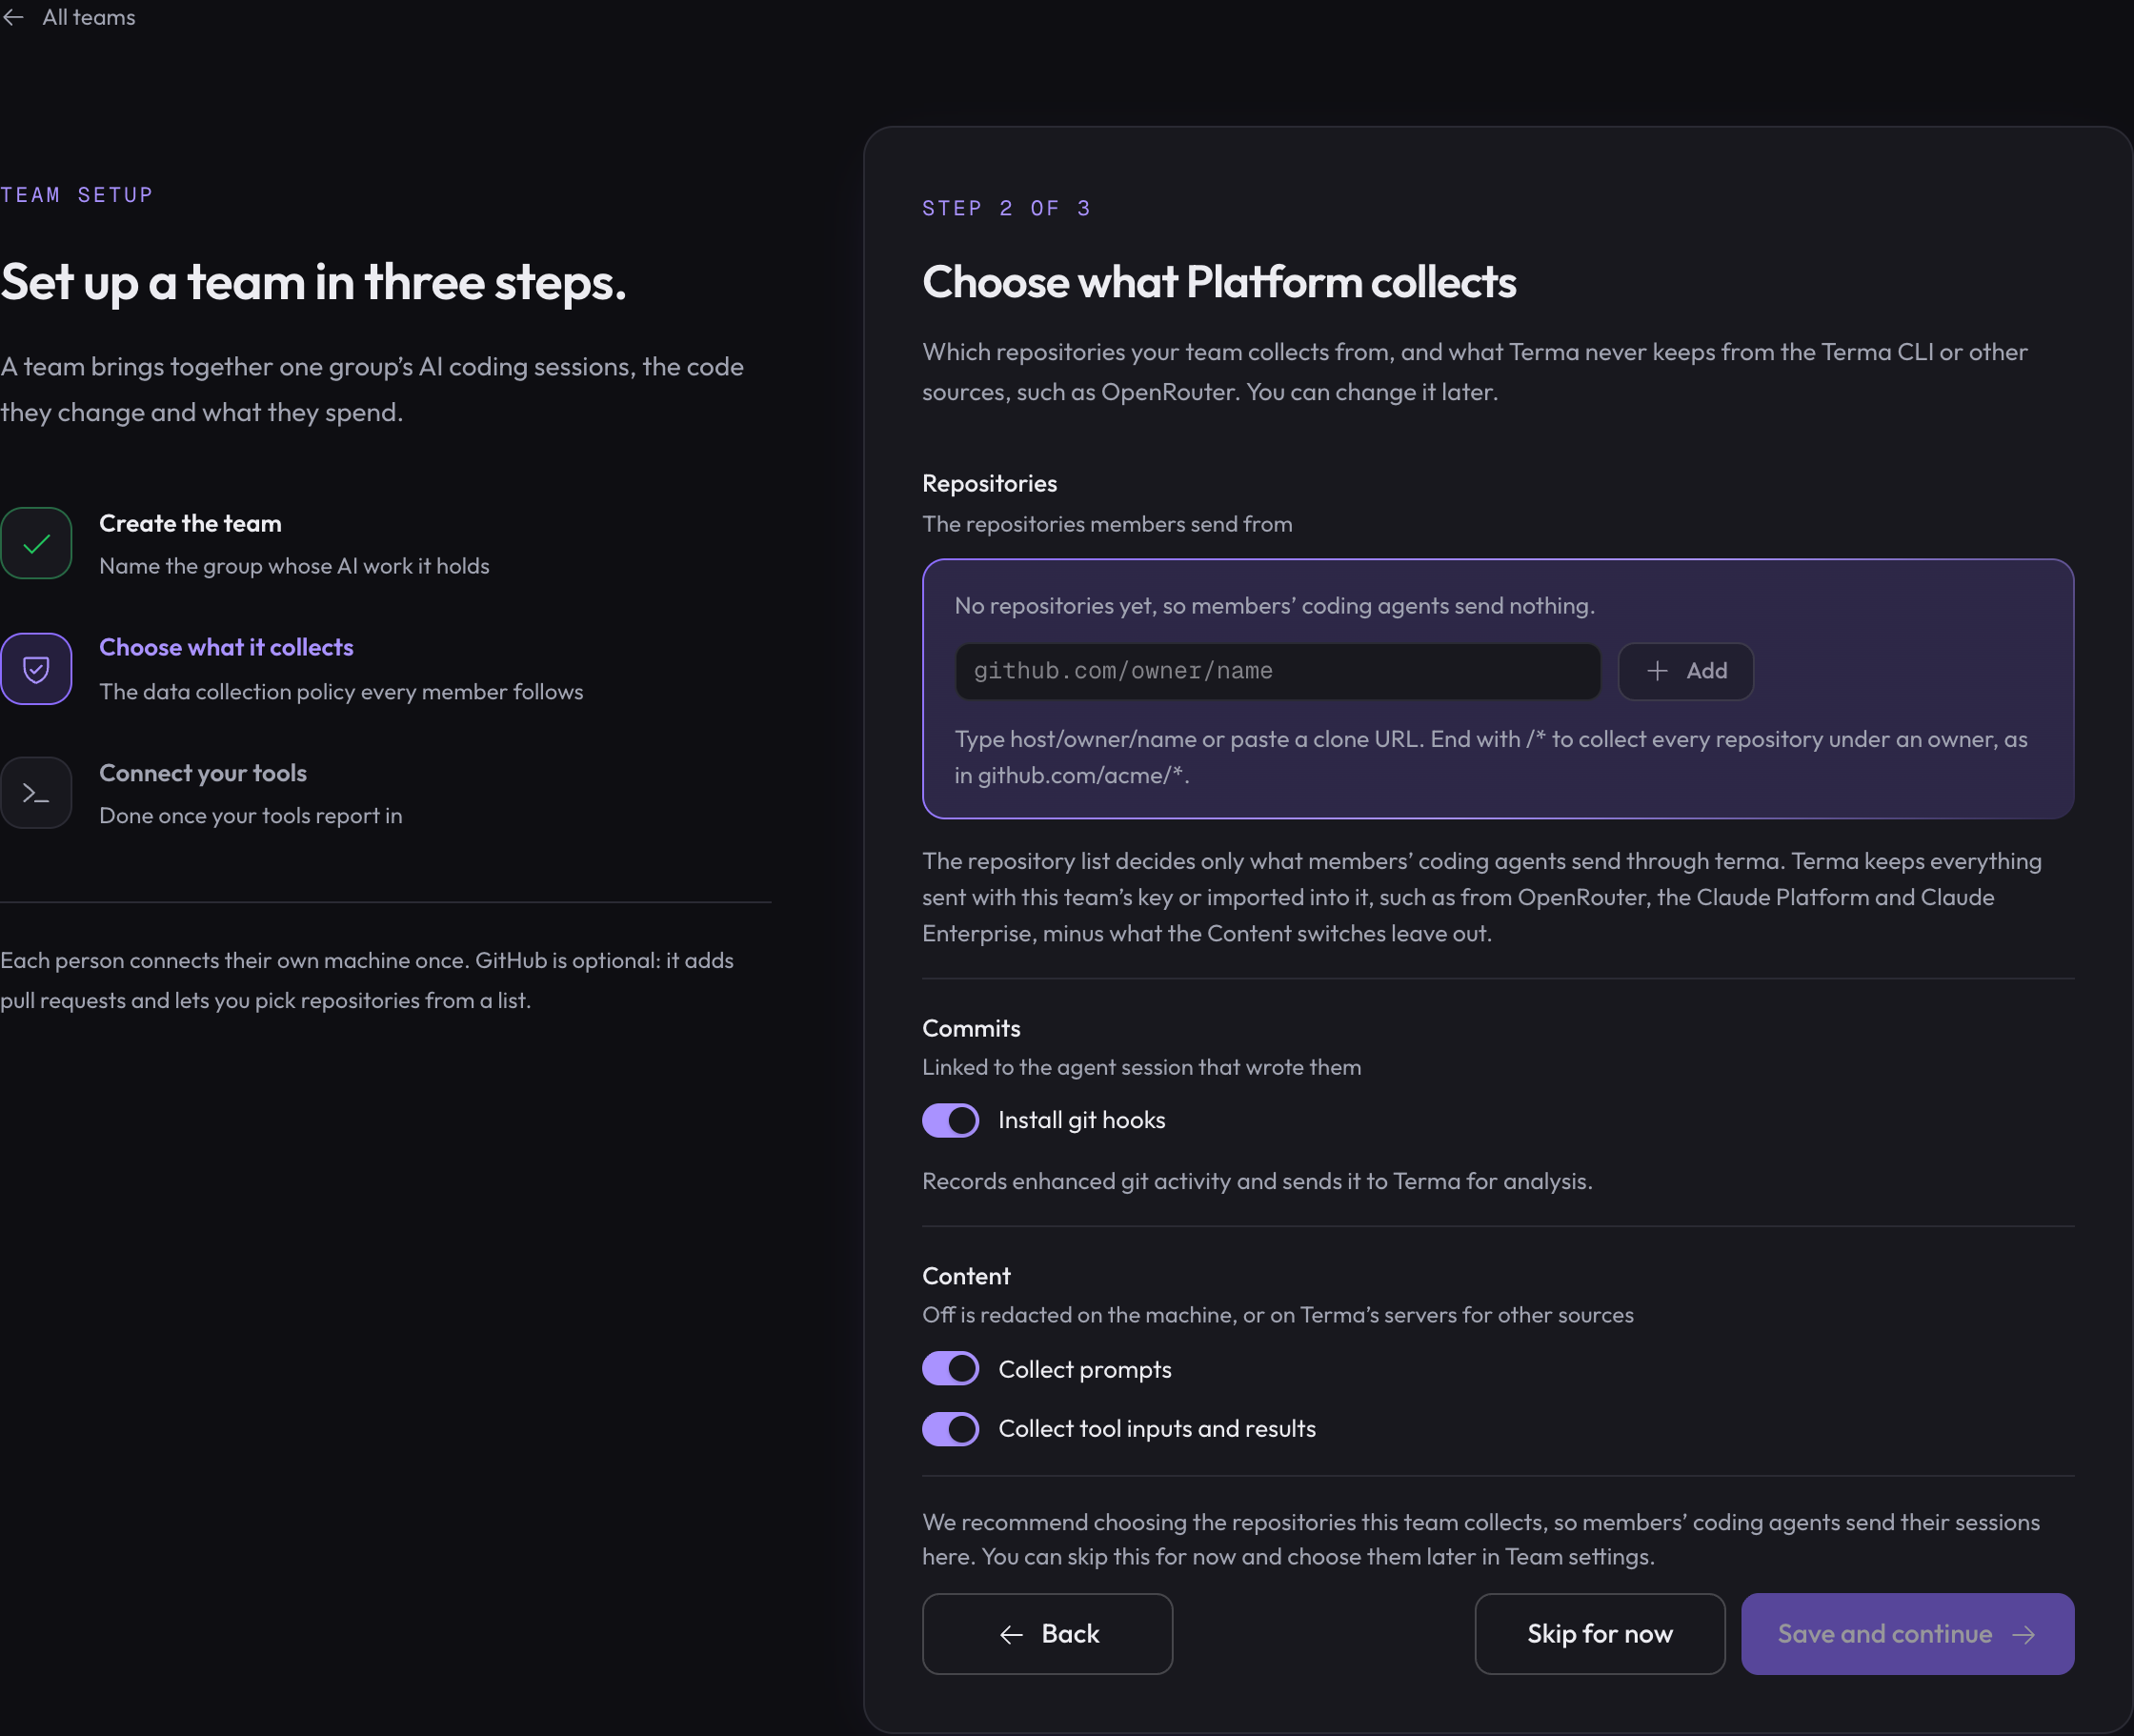 All teams
TEAM SETUP
Set up a team in three steps.
A team brings together one group’s AI coding sessions, the code
they change and what they spend.
Create the team
Name the group whose AI work it holds
Choose what it collects
The data collection policy every member follows
Connect your tools
Done once your tools report in
Each person connects their own machine once. GitHub is optional: it adds
pull requests and lets you pick repositories from a list.
STEP 2 OF 3
Choose what Platform collects
Which repositories your team collects from, and what Terma never keeps from the Terma CLI or other
sources, such as OpenRouter. You can change it later.
Repositories
The repositories members send from
No repositories yet, so members’ coding agents send nothing.
github.com/owner/name
Add
Type host/owner/name or paste a clone URL. End with /* to collect every repository under an owner, as
in github.com/acme/*.
The repository list decides only what members’ coding agents send through terma. Terma keeps everything
sent with this team’s key or imported into it, such as from OpenRouter, the Claude Platform and Claude
Enterprise, minus what the Content switches leave out.
Commits
Linked to the agent session that wrote them
Install git hooks
Records enhanced git activity and sends it to Terma for analysis.
Content
Off is redacted on the machine, or on Terma’s servers for other sources
Collect prompts
Collect tool inputs and results
We recommend choosing the repositories this team collects, so members’ coding agents send their sessions
here. You can skip this for now and choose them later in Team settings.
Back
Skip for now
Save and continue